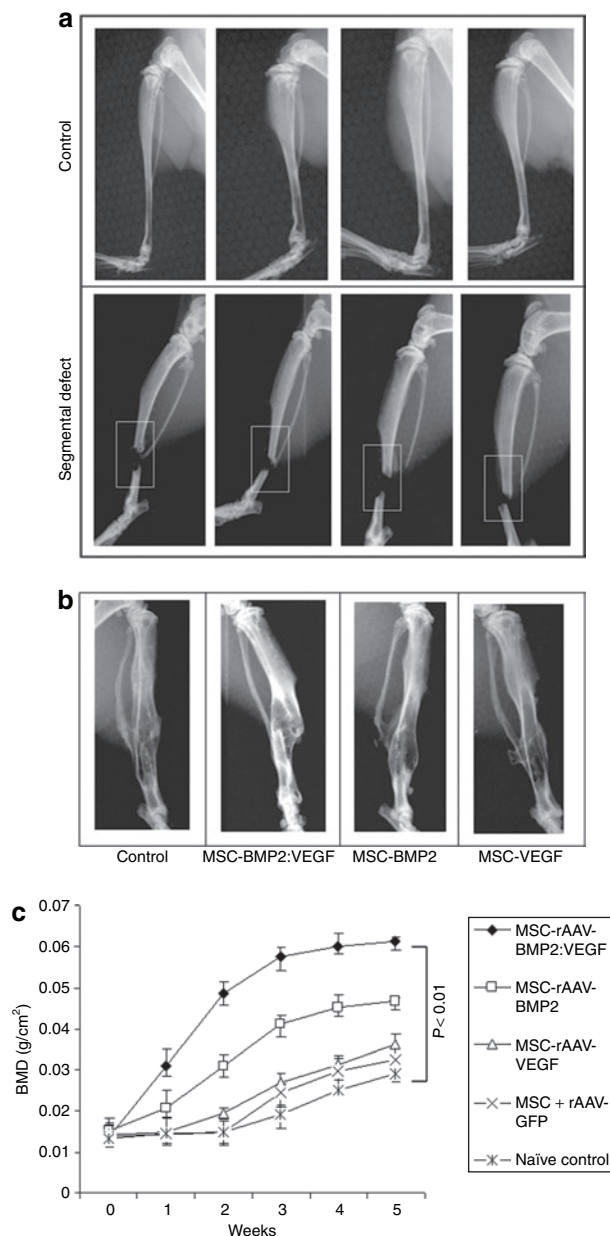 a
Control
Segmental defect
b
Control
MSC-BMP2:VEGF
MSC-BMP2
MSC-VEGF
c
0.07
0.06
0.05
0.04
0.03
0.02
0.01
0
BMD (g/cm²)
0 1 2 3 4 5
Weeks
P< 0.01
MSC-rAAV-
BMP2:VEGF
MSC-rAAV-
BMP2
MSC-rAAV-
VEGF
MSC + rAAV-
GFP
Naïve control